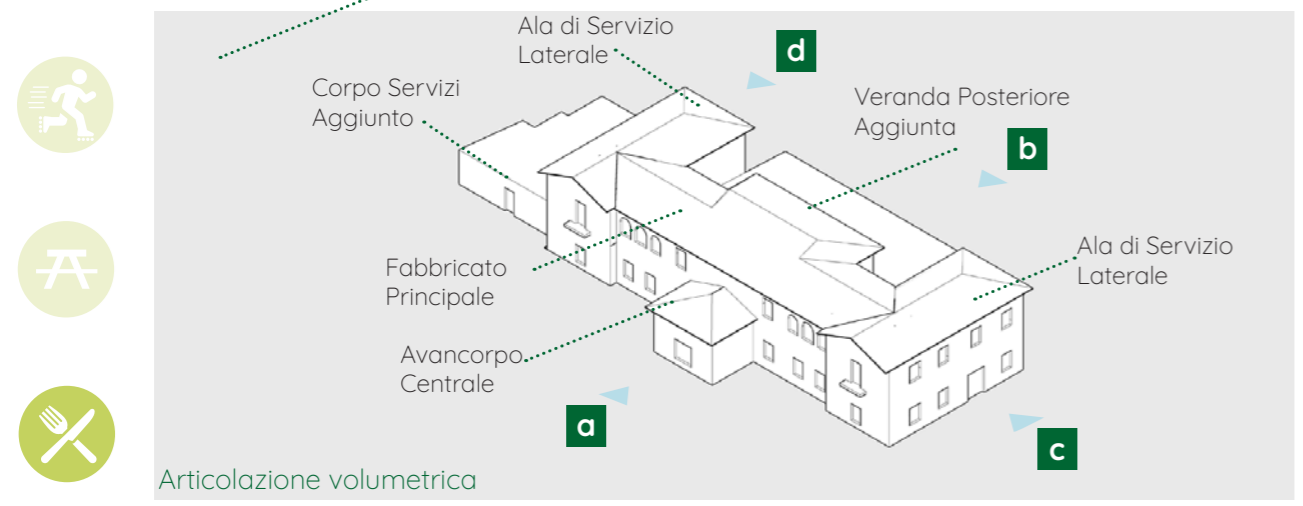 Ala di Servizio
Laterale
d
Corpo Servizi
Aggiunto
Veranda Posteriore
Aggiunta
b
Ala di Servizio
Laterale
Fabbricato
Principale
Avancorpo
Centrale
a
c
Articolazione volumetrica